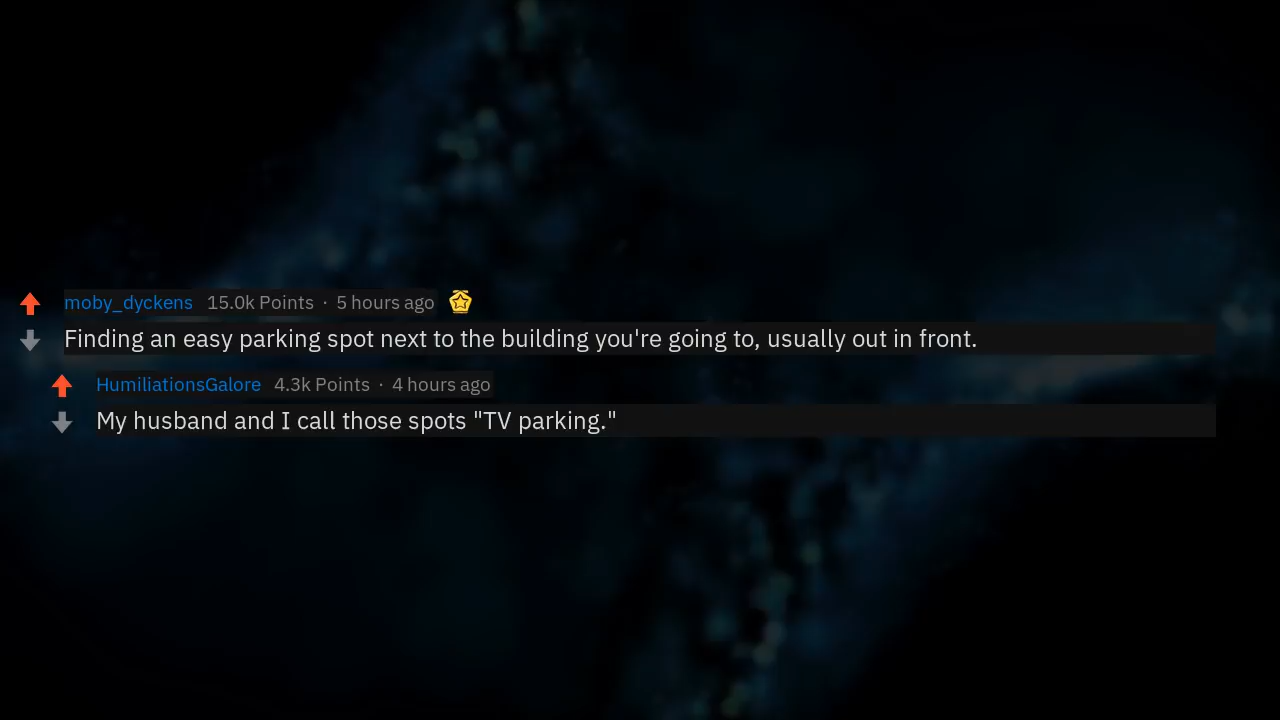 moby_dyckens 15.0k Points · 5 hours ago
Finding an easy parking spot next to the building you're going to, usually out in front.
HumiliationsGalore 4.3k Points · 4 hours ago
My husband and I call those spots "TV parking."